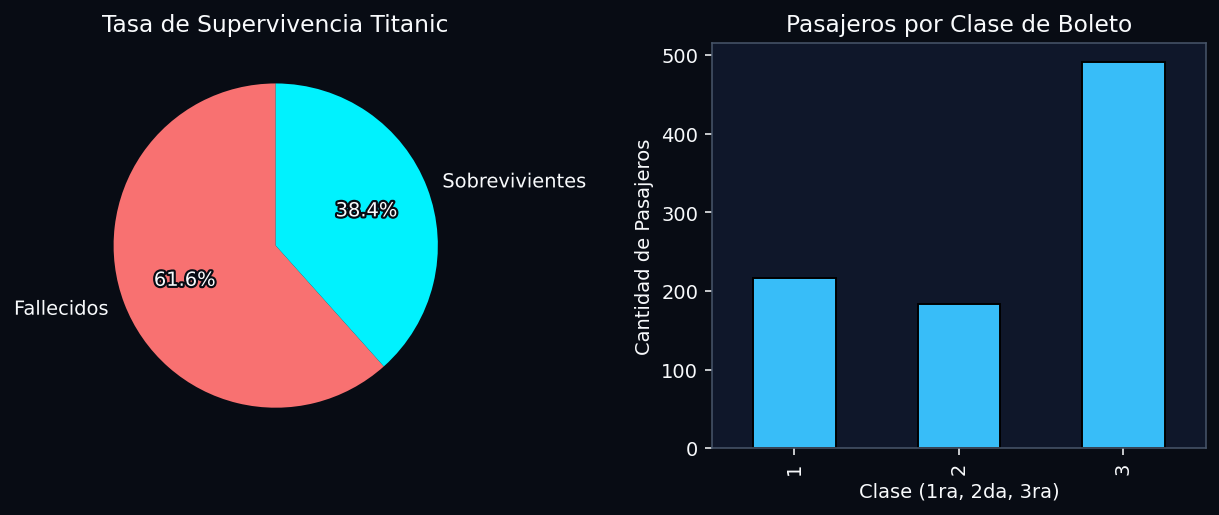 Tasa de Supervivencia Titanic
Sobrevivientes
38.4%
61.6%
Fallecidos
Pasajeros por Clase de Boleto
Cantidad de Pasajeros
500
400
300
200
100
0
1
2
3
Clase (1ra, 2da, 3ra)